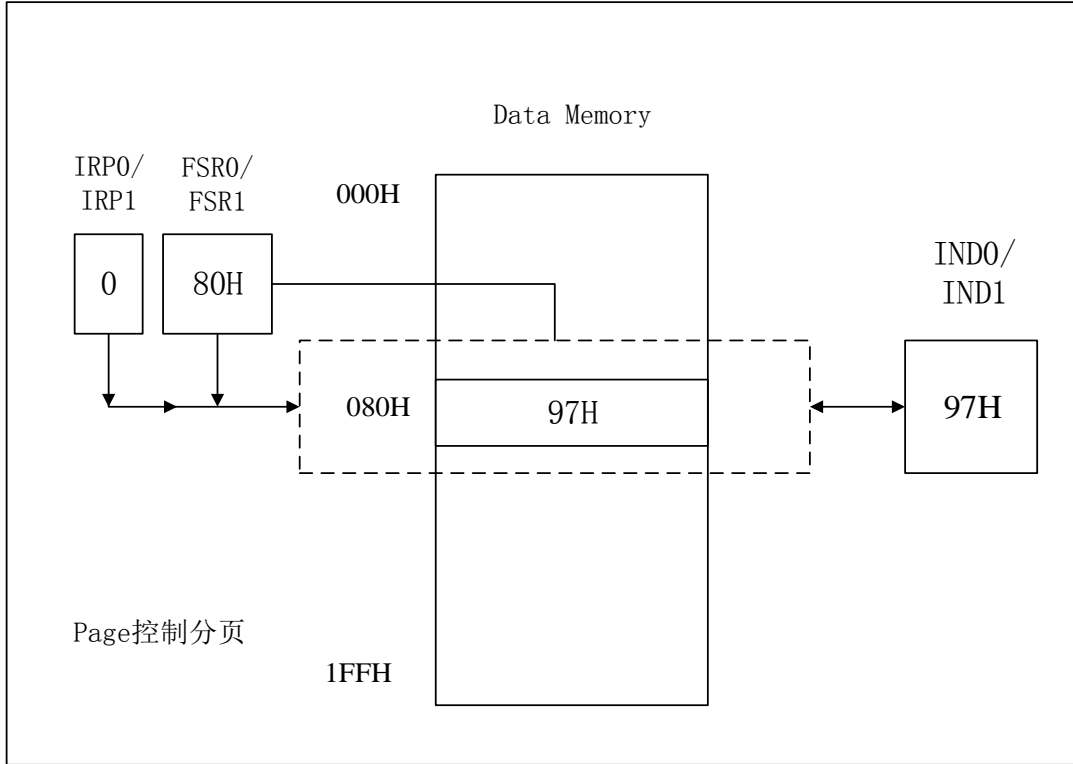 Data Memory
IRP0/
IRP1
FSR0/
FSR1
000H
0
80H
IND0/
IND1
080H
97H
97H
Page控制分页
1FFH